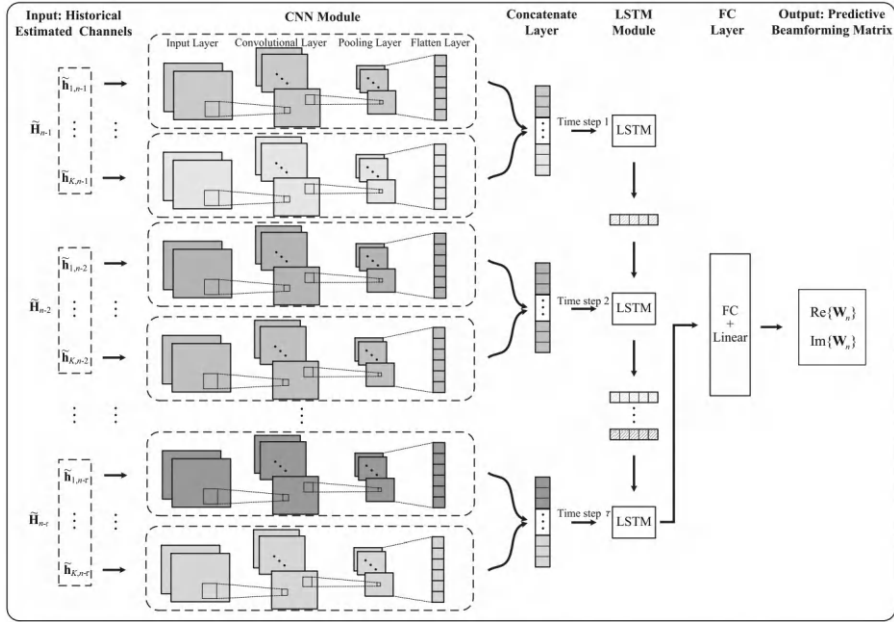 Input: Historical Estimated Channels
CNN Module
Concatenate Layer
LSTM Module
FC Layer
Output: Predictive Beamforming Matrix
Input Layer
Convolutional Layer
Pooling Layer
Flatten Layer
H̃n-1
h̃1,n-1
⋮ ⋮
h̃K,n-1
Time step 1
LSTM
H̃n-2
h̃1,n-2
⋮ ⋮
h̃K,n-2
Time step 2
LSTM
⋮ ⋮ ⋮ ⋮
H̃n-τ
h̃1,n-τ
⋮ ⋮
h̃K,n-τ
Time step τ
LSTM
FC
+
Linear
Re{Wn}
Im{Wn}